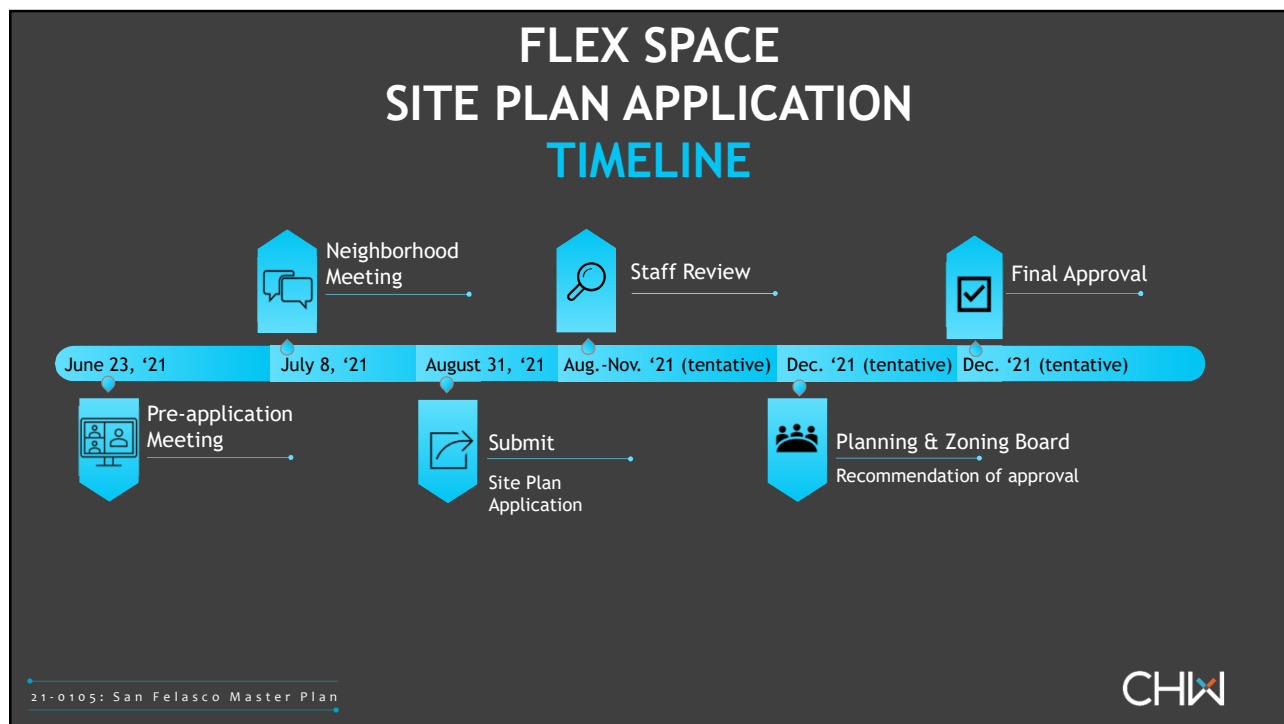 FLEX SPACE
SITE PLAN APPLICATION
TIMELINE
Neighborhood
Meeting
Staff Review
Final Approval
June 23, ‘21
July 8, ‘21
August 31, ‘21
Aug.-Nov. ‘21 (tentative)
Dec. ‘21 (tentative)
Dec. ‘21 (tentative)
Pre-application
Meeting
Submit
Site Plan
Application
Planning & Zoning Board
Recommendation of approval
21-0105: San Felasco Master Plan
CHW